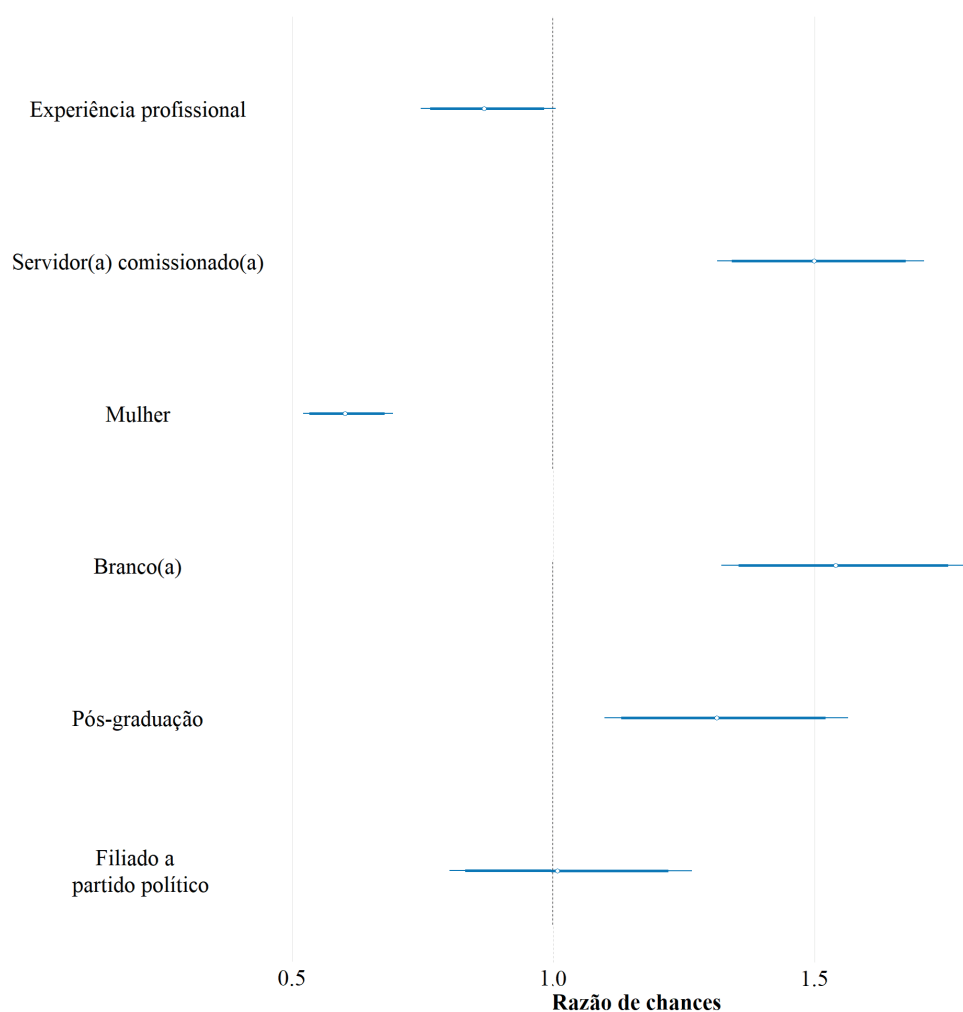 Experiência profissional
Servidor(a) comissionado(a)
Mulher
Branco(a)
Pós-graduação
Filiado a
partido político
0.5 1.0 1.5
Razão de chances